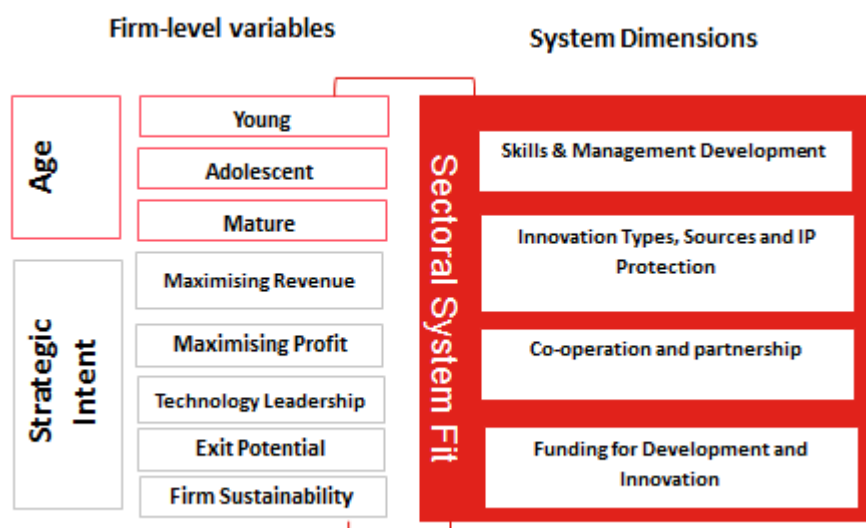 Firm-level variables
System Dimensions
Age
Young
Adolescent
Mature
Strategic
Intent
Maximising Revenue
Maximising Profit
Technology Leadership
Exit Potential
Firm Sustainability
Sectoral System Fit
Skills & Management Development
Innovation Types, Sources and IP
Protection
Co-operation and partnership
Funding for Development and
Innovation